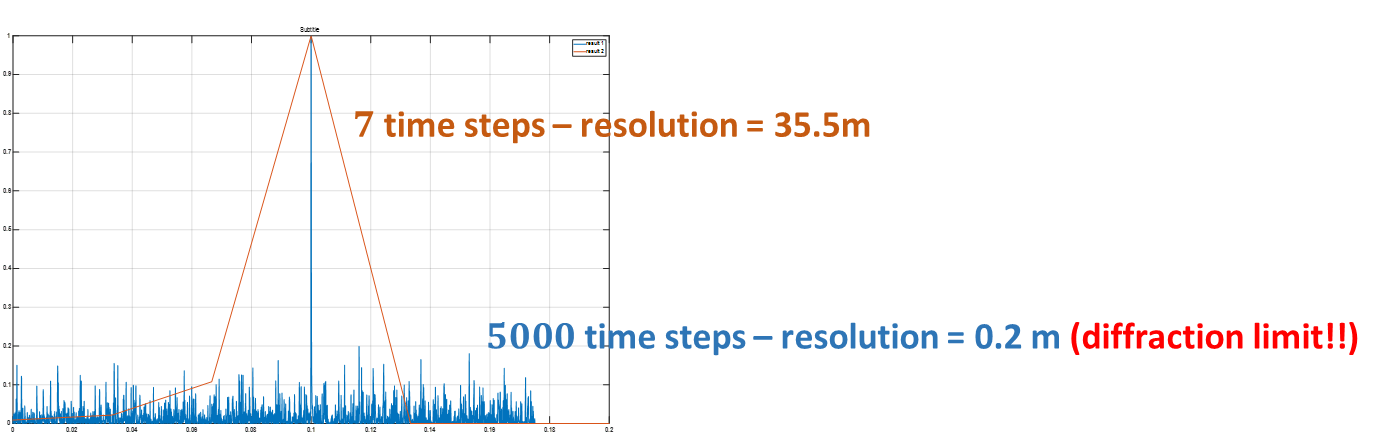 Subtitle
result 1
result 2
1
0.9
0.8
0.7
0.6
0.5
0.4
0.3
0.2
0.1
0
7 time steps – resolution = 35.5m
5000 time steps – resolution = 0.2 m (diffraction limit!!)
0 0.02 0.04 0.06 0.08 0.1 0.12 0.14 0.16 0.18 0.2